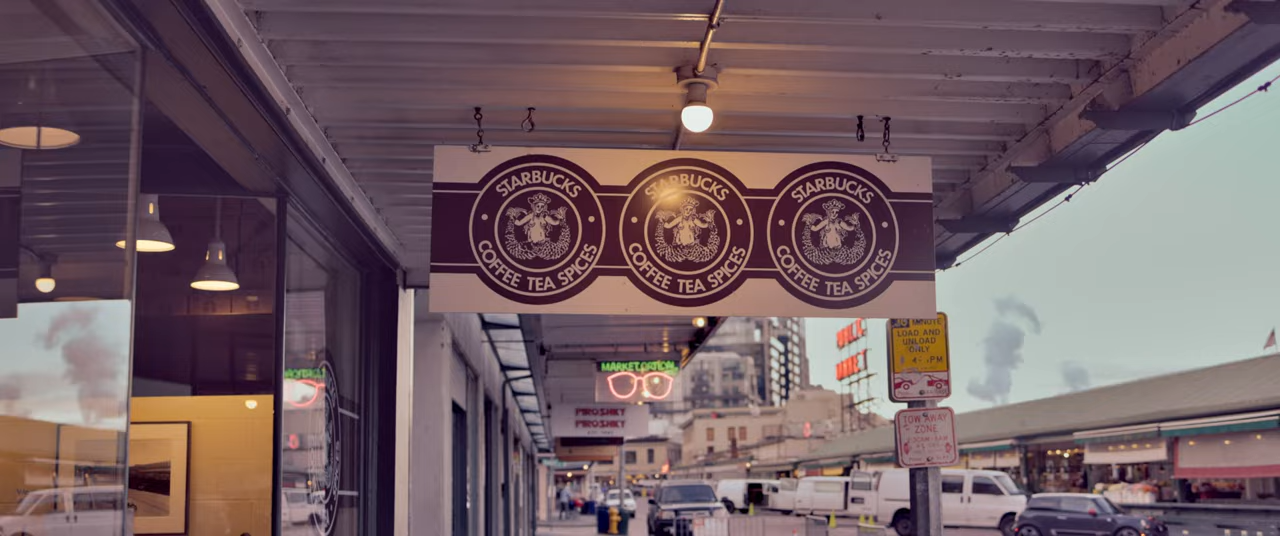 STARBUCKS
COFFEE TEA SPICES
STARBUCKS
COFFEE TEA SPICES
STARBUCKS
COFFEE TEA SPICES
MARKET OPTICAL
PIROSHKY
PIROSHKY
MINUTE
LOAD AND
UNLOAD
ONLY
TOW AWAY
ZONE